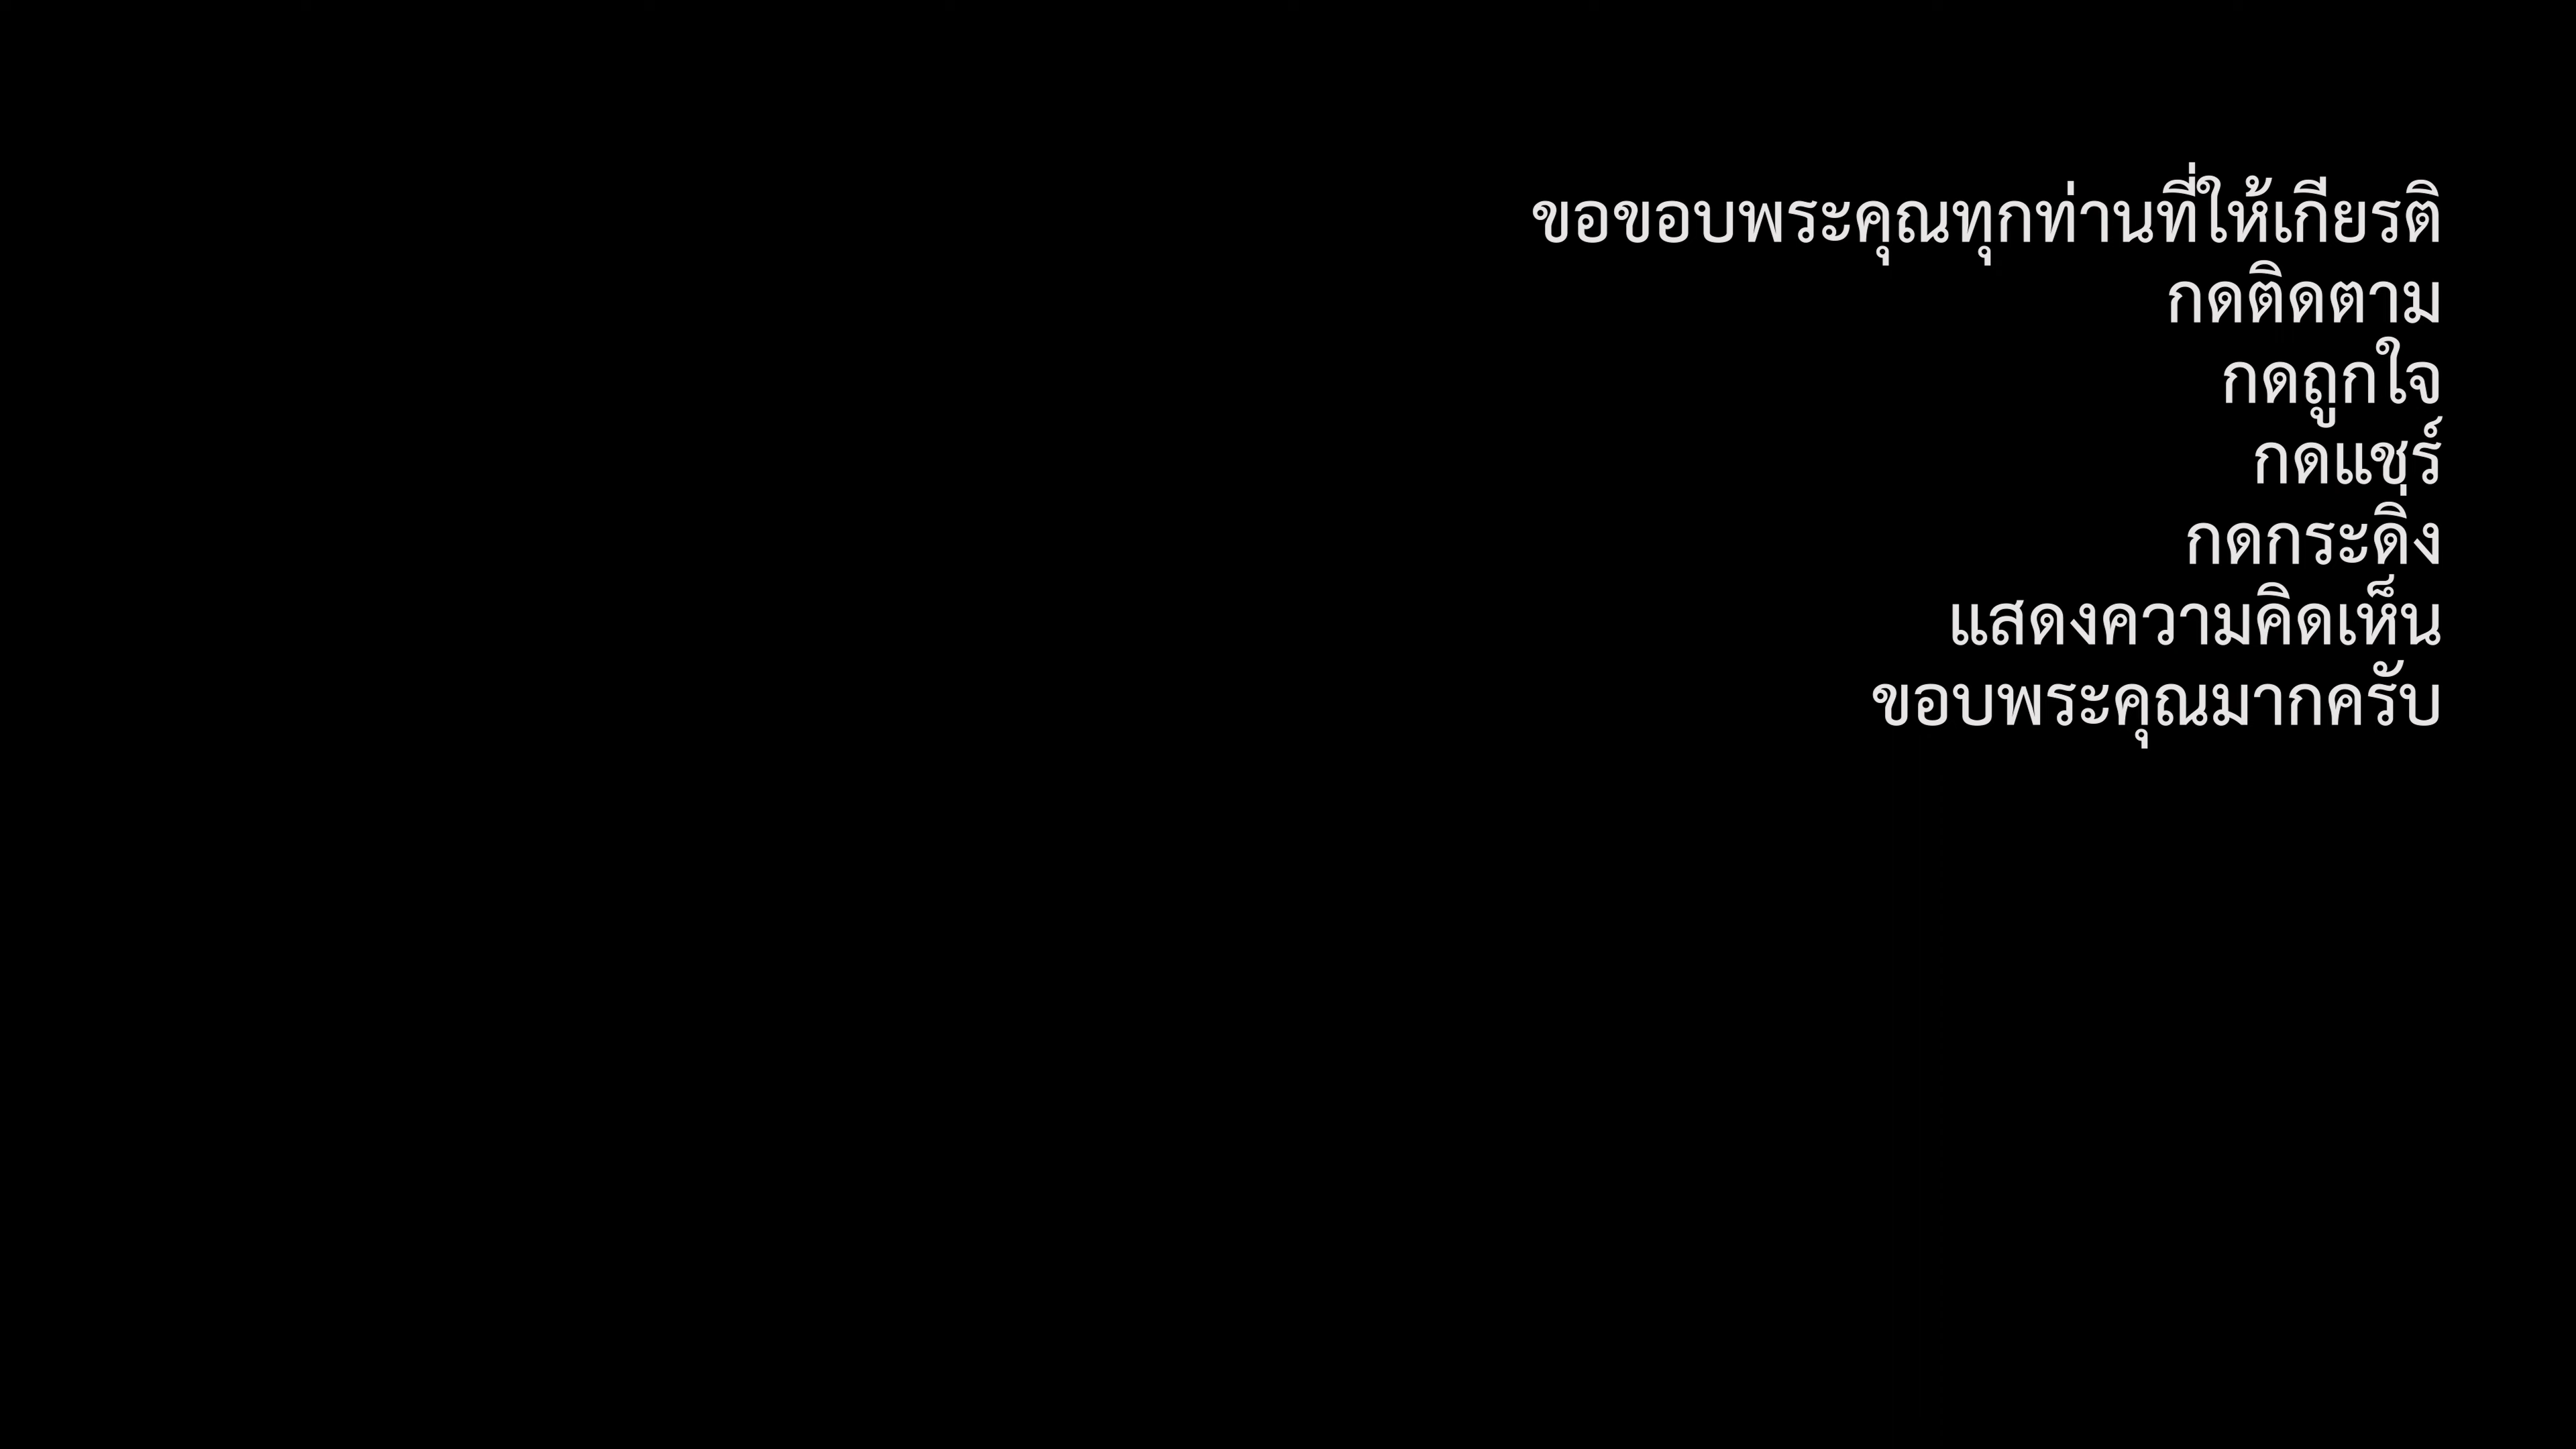 ขอขอบพระคุณทุกท่านที่ให้เกียรติ
กดติดตาม
กดถูกใจ
กดแชร์
กดกระดิ่ง
แสดงความคิดเห็น
ขอบพระคุณมากครับ